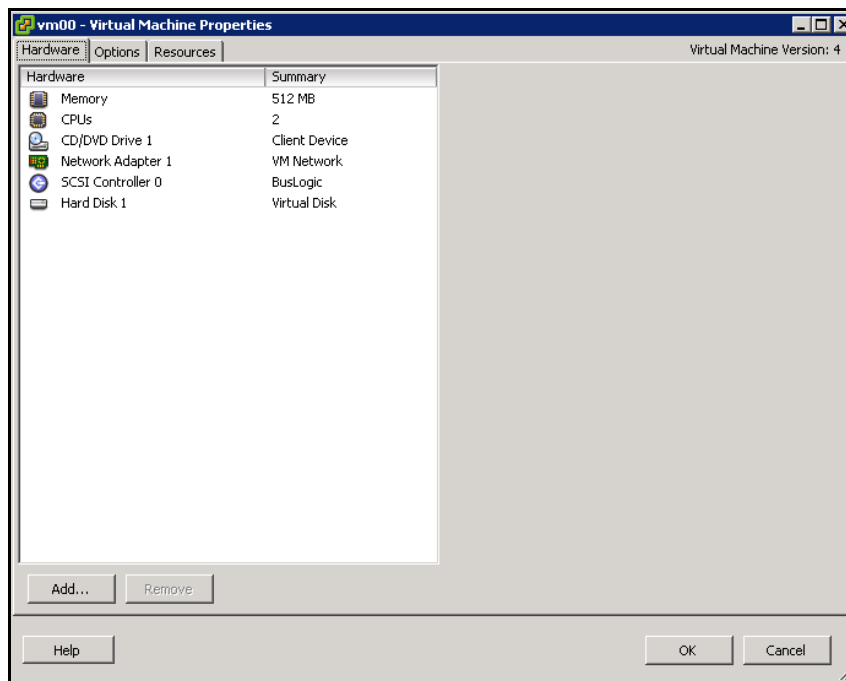 vm00 - Virtual Machine Properties
Hardware Options Resources Virtual Machine Version: 4
Hardware Summary
Memory 512 MB
CPUs 2
CD/DVD Drive 1 Client Device
Network Adapter 1 VM Network
SCSI Controller 0 BusLogic
Hard Disk 1 Virtual Disk
Add... Remove
Help OK Cancel